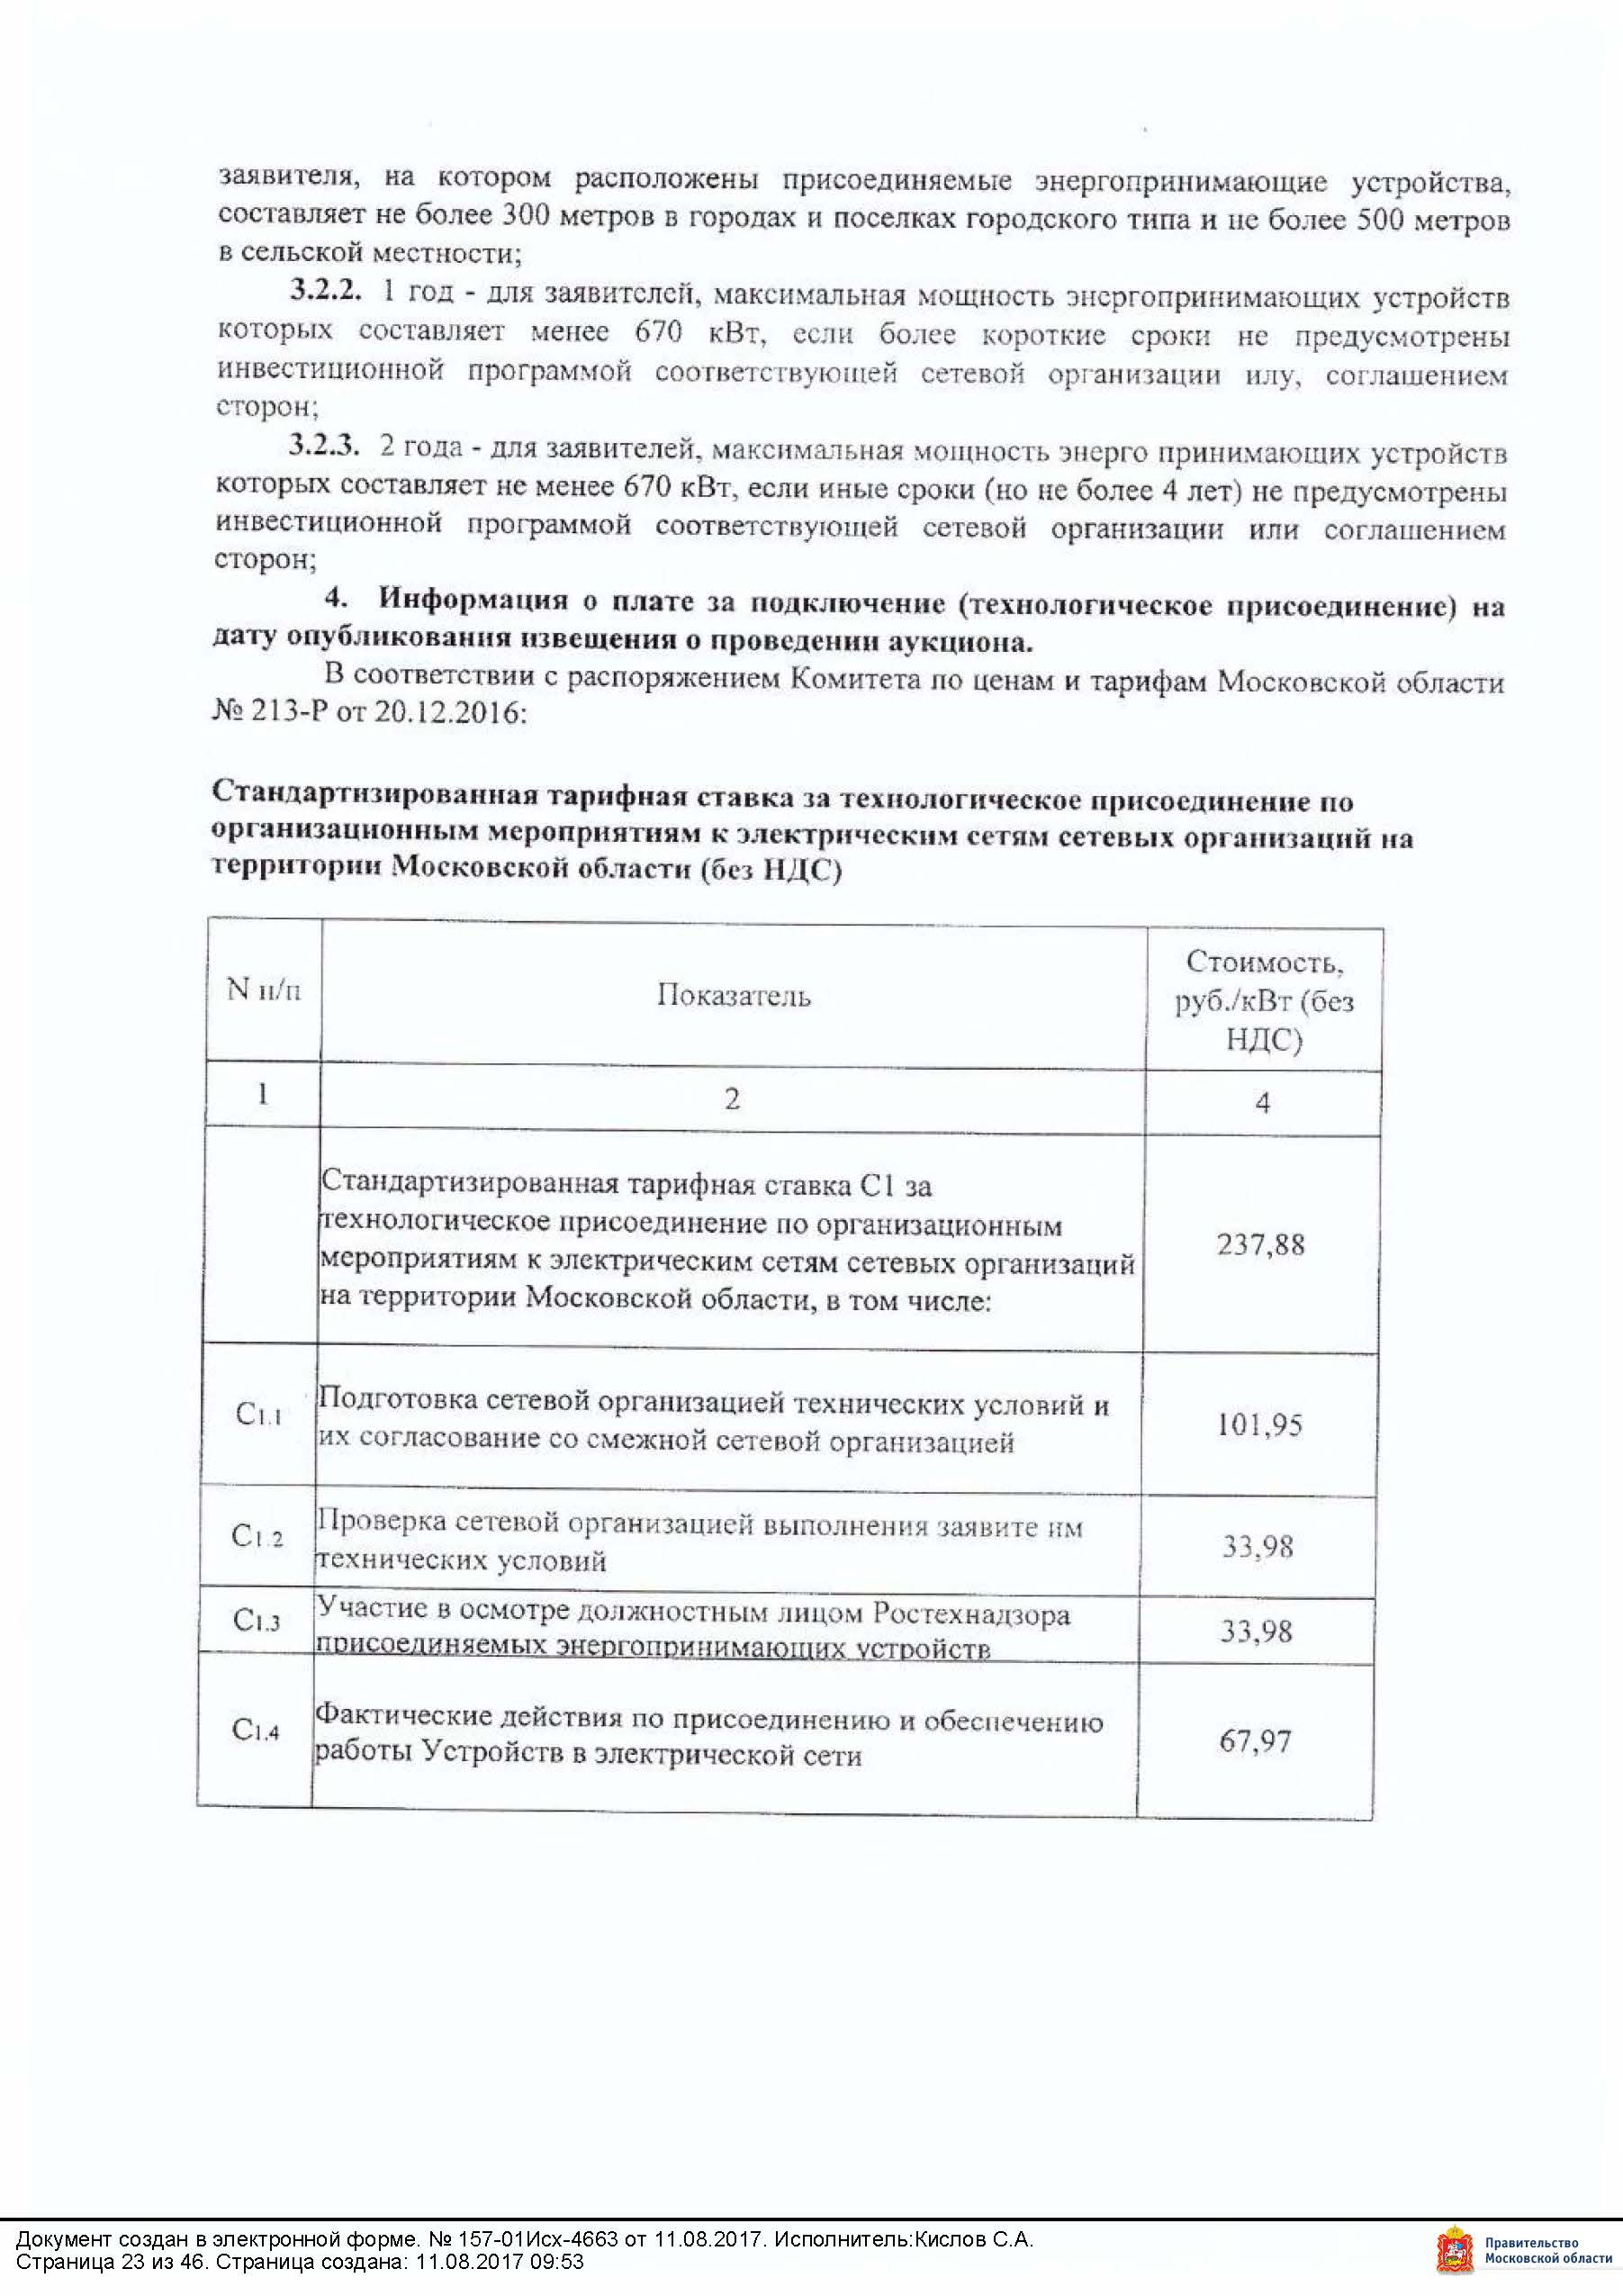 заявителя, на котором расположены присоединяемые энергопринимающие устройства,
составляет не более 300 метров в городах и поселках городского типа и не более 500 метров
в сельской местности;
3.2.2. 1 год - для заявителей, максимальная мощность энергопринимающих устройств
которых составляет менее 670 кВт, если более короткие сроки не предусмотрены
инвестиционной программой соответствующей сетевой организации илу, соглашением
сторон;
3.2.3. 2 года - для заявителей, максимальная мощность энерго принимающих устройств
которых составляет не менее 670 кВт, если иные сроки (но не более 4 лет) не предусмотрены
инвестиционной программой соответствующей сетевой организации или соглашением
сторон;
4. Информация о плате за подключение (технологическое присоединение) на
дату опубликования извещения о проведении аукциона.
В соответствии с распоряжением Комитета по ценам и тарифам Московской области
№ 213-Р от 20.12.2016:
Стандартизированная тарифная ставка за технологическое присоединение по
организационным мероприятиям к электрическим сетям сетевых организаций на
территории Московской области (без НДС)
N п/п
Показатель
Стоимость,
руб./кВт (без
НДС)
1
2
4
Стандартизированная тарифная ставка С1 за
технологическое присоединение по организационным
мероприятиям к электрическим сетям сетевых организаций
на территории Московской области, в том числе:
237,88
С1.1
Подготовка сетевой организацией технических условий и
их согласование со смежной сетевой организацией
101,95
С1.2
Проверка сетевой организацией выполнения заявите им
технических условий
33,98
С1.3
Участие в осмотре должностным лицом Ростехнадзора
присоединяемых энергопринимающих устройств
33,98
С1.4
Фактические действия по присоединению и обеспечению
работы Устройств в электрической сети
67,97
Документ создан в электронной форме. № 157-01Исх-4663 от 11.08.2017. Исполнитель:Кислов С.А.
Страница 23 из 46. Страница создана: 11.08.2017 09:53
Правительство
Московской области